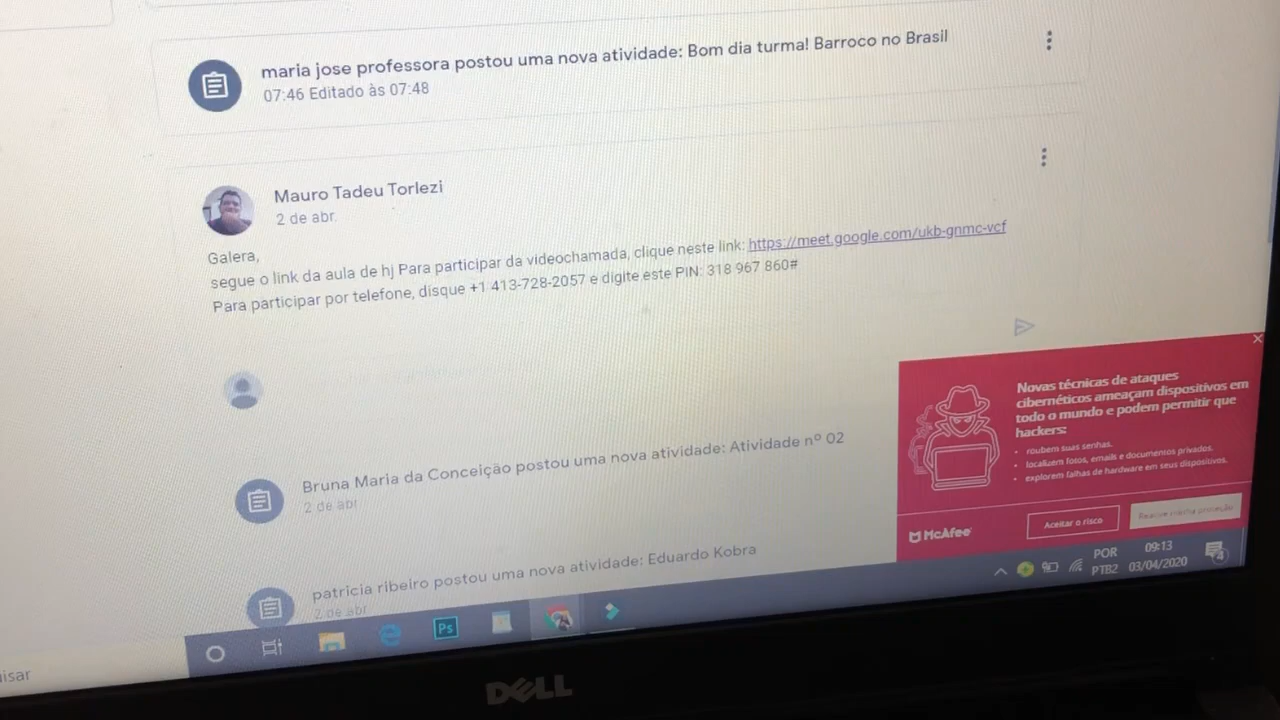 maria jose professora postou uma nova atividade: Bom dia turma! Barroco no Brasil
07:46 Editado às 07:48
Mauro Tadeu Torlezi
2 de abr.
Galera,
segue o link da aula de hj Para participar da videochamada, clique neste link: https://meet.google.com/ukb-gnmc-vcf
Para participar por telefone, disque +1 413-728-2057 e digite este PIN: 318 967 860#
Bruna Maria da Conceição postou uma nova atividade: Atividade nº 02
2 de abr
patricia ribeiro postou uma nova atividade: Eduardo Kobra
2 de abr
Novas técnicas de ataques
cibernéticos ameaçam dispositivos em
todo o mundo e podem permitir que
hackers:
• roubem suas senhas.
• localizem fotos, emails e documentos privados.
• explorem falhas de hardware em seus dispositivos.
McAfee
Aceitar o risco
Ps
POR
PTB2
09:13
03/04/2020
4
uisar
DELL